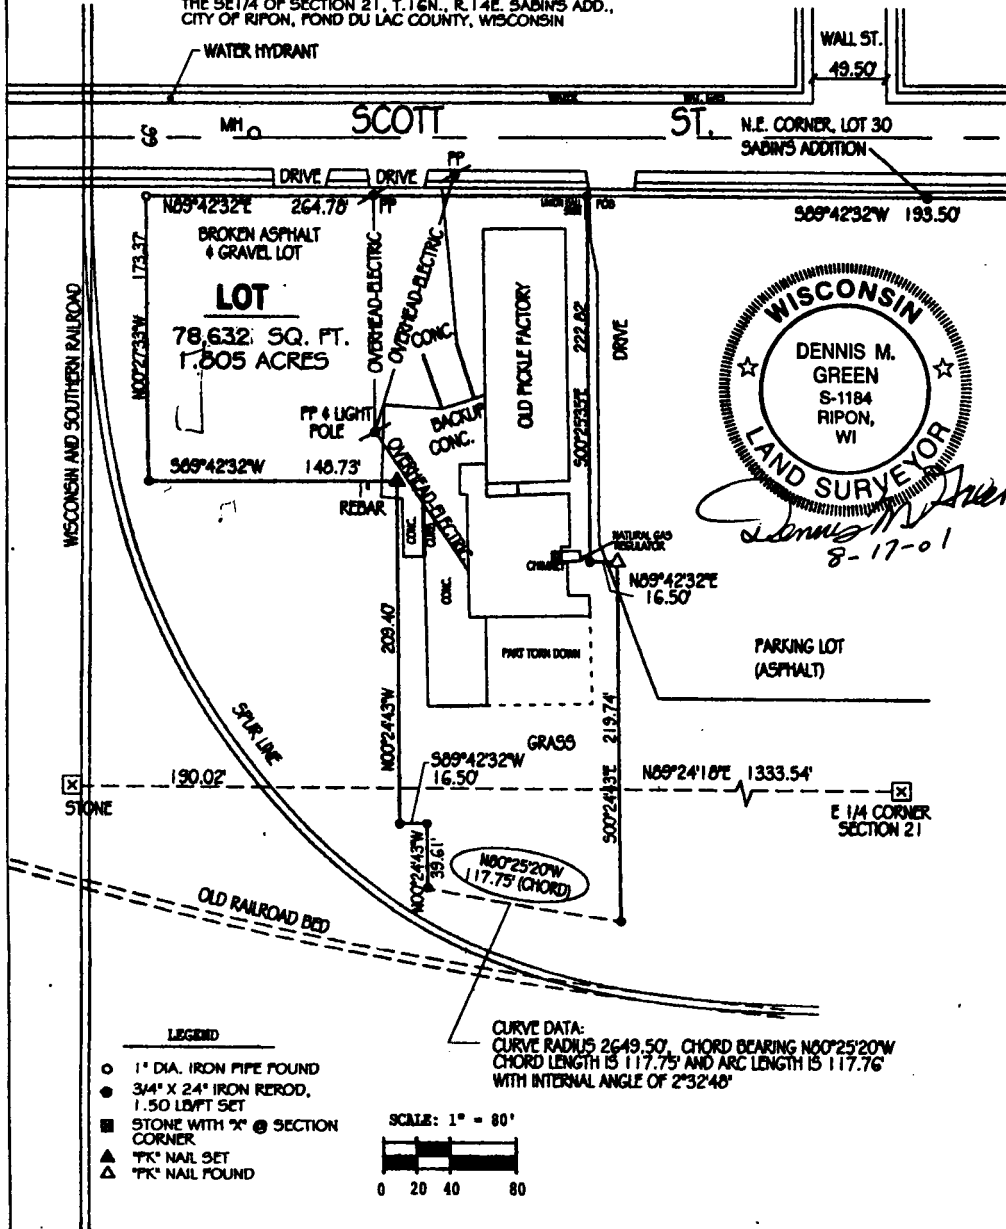 THE SE1/4 OF SECTION 21, T.16N., R.14E. SABIN'S ADD.,
CITY OF RIPON, FOND DU LAC COUNTY, WISCONSIN
WATER HYDRANT
WALL ST.
49.50'
WATER
NAT. GAS
66
MH
SCOTT ST.
N.E. CORNER, LOT 30
SABIN'S ADDITION
PP
DRIVE
DRIVE
N89°42'32"E 264.78'
PP
POB
S89°42'32"W 193.50'
BROKEN ASPHALT
& GRAVEL LOT
LOT
78,632 SQ. FT.
1.805 ACRES
N00°27'33"W 173.37'
WISCONSIN AND SOUTHERN RAILROAD
OVERHEAD-ELECTRIC
OVERHEAD-ELECTRIC
CONC.
OLD PICKLE FACTORY
S00°25'35"E 222.82'
DRIVE
WISCONSIN
DENNIS M.
GREEN
S-1184
RIPON,
WI
LAND SURVEYOR
Dennis M Green
8-17-01
PP & LIGHT
POLE
BACKUP
CONC.
S89°42'32"W 148.73'
1"
REBAR
OVERHEAD-ELECTRIC
CONC.
CURB
CONC.
NATURAL GAS
REGULATOR
CHIMNEY
N89°42'32"E
16.50'
PARKING LOT
(ASPHALT)
PART TORN DOWN
N00°24'43"W 209.40'
SPUR LINE
GRASS
S00°24'43"E 219.74'
S89°42'32"W
16.50'
190.02'
N89°24'18"E 1333.54'
STONE
E 1/4 CORNER
SECTION 21
N00°24'43"W
39.61'
N80°25'20"W
117.75' (CHORD)
OLD RAILROAD BED
CURVE DATA:
CURVE RADIUS 2649.50', CHORD BEARING N80°25'20"W
CHORD LENGTH IS 117.75' AND ARC LENGTH IS 117.76'
WITH INTERNAL ANGLE OF 2°32'48"
LEGEND
1" DIA. IRON PIPE FOUND
3/4" X 24" IRON REROD,
1.50 LB/FT SET
STONE WITH "X" @ SECTION
CORNER
"PK" NAIL SET
"PK" NAIL FOUND
SCALE: 1" = 80'
0 20 40 80